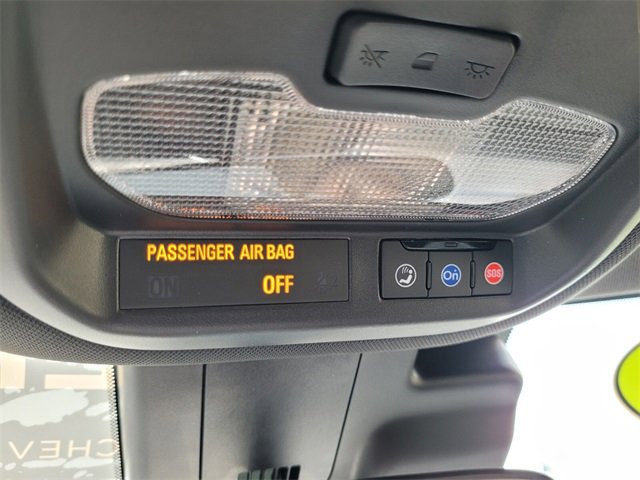 PASSENGER AIR BAG
ON OFF
On
SOS
CHEV